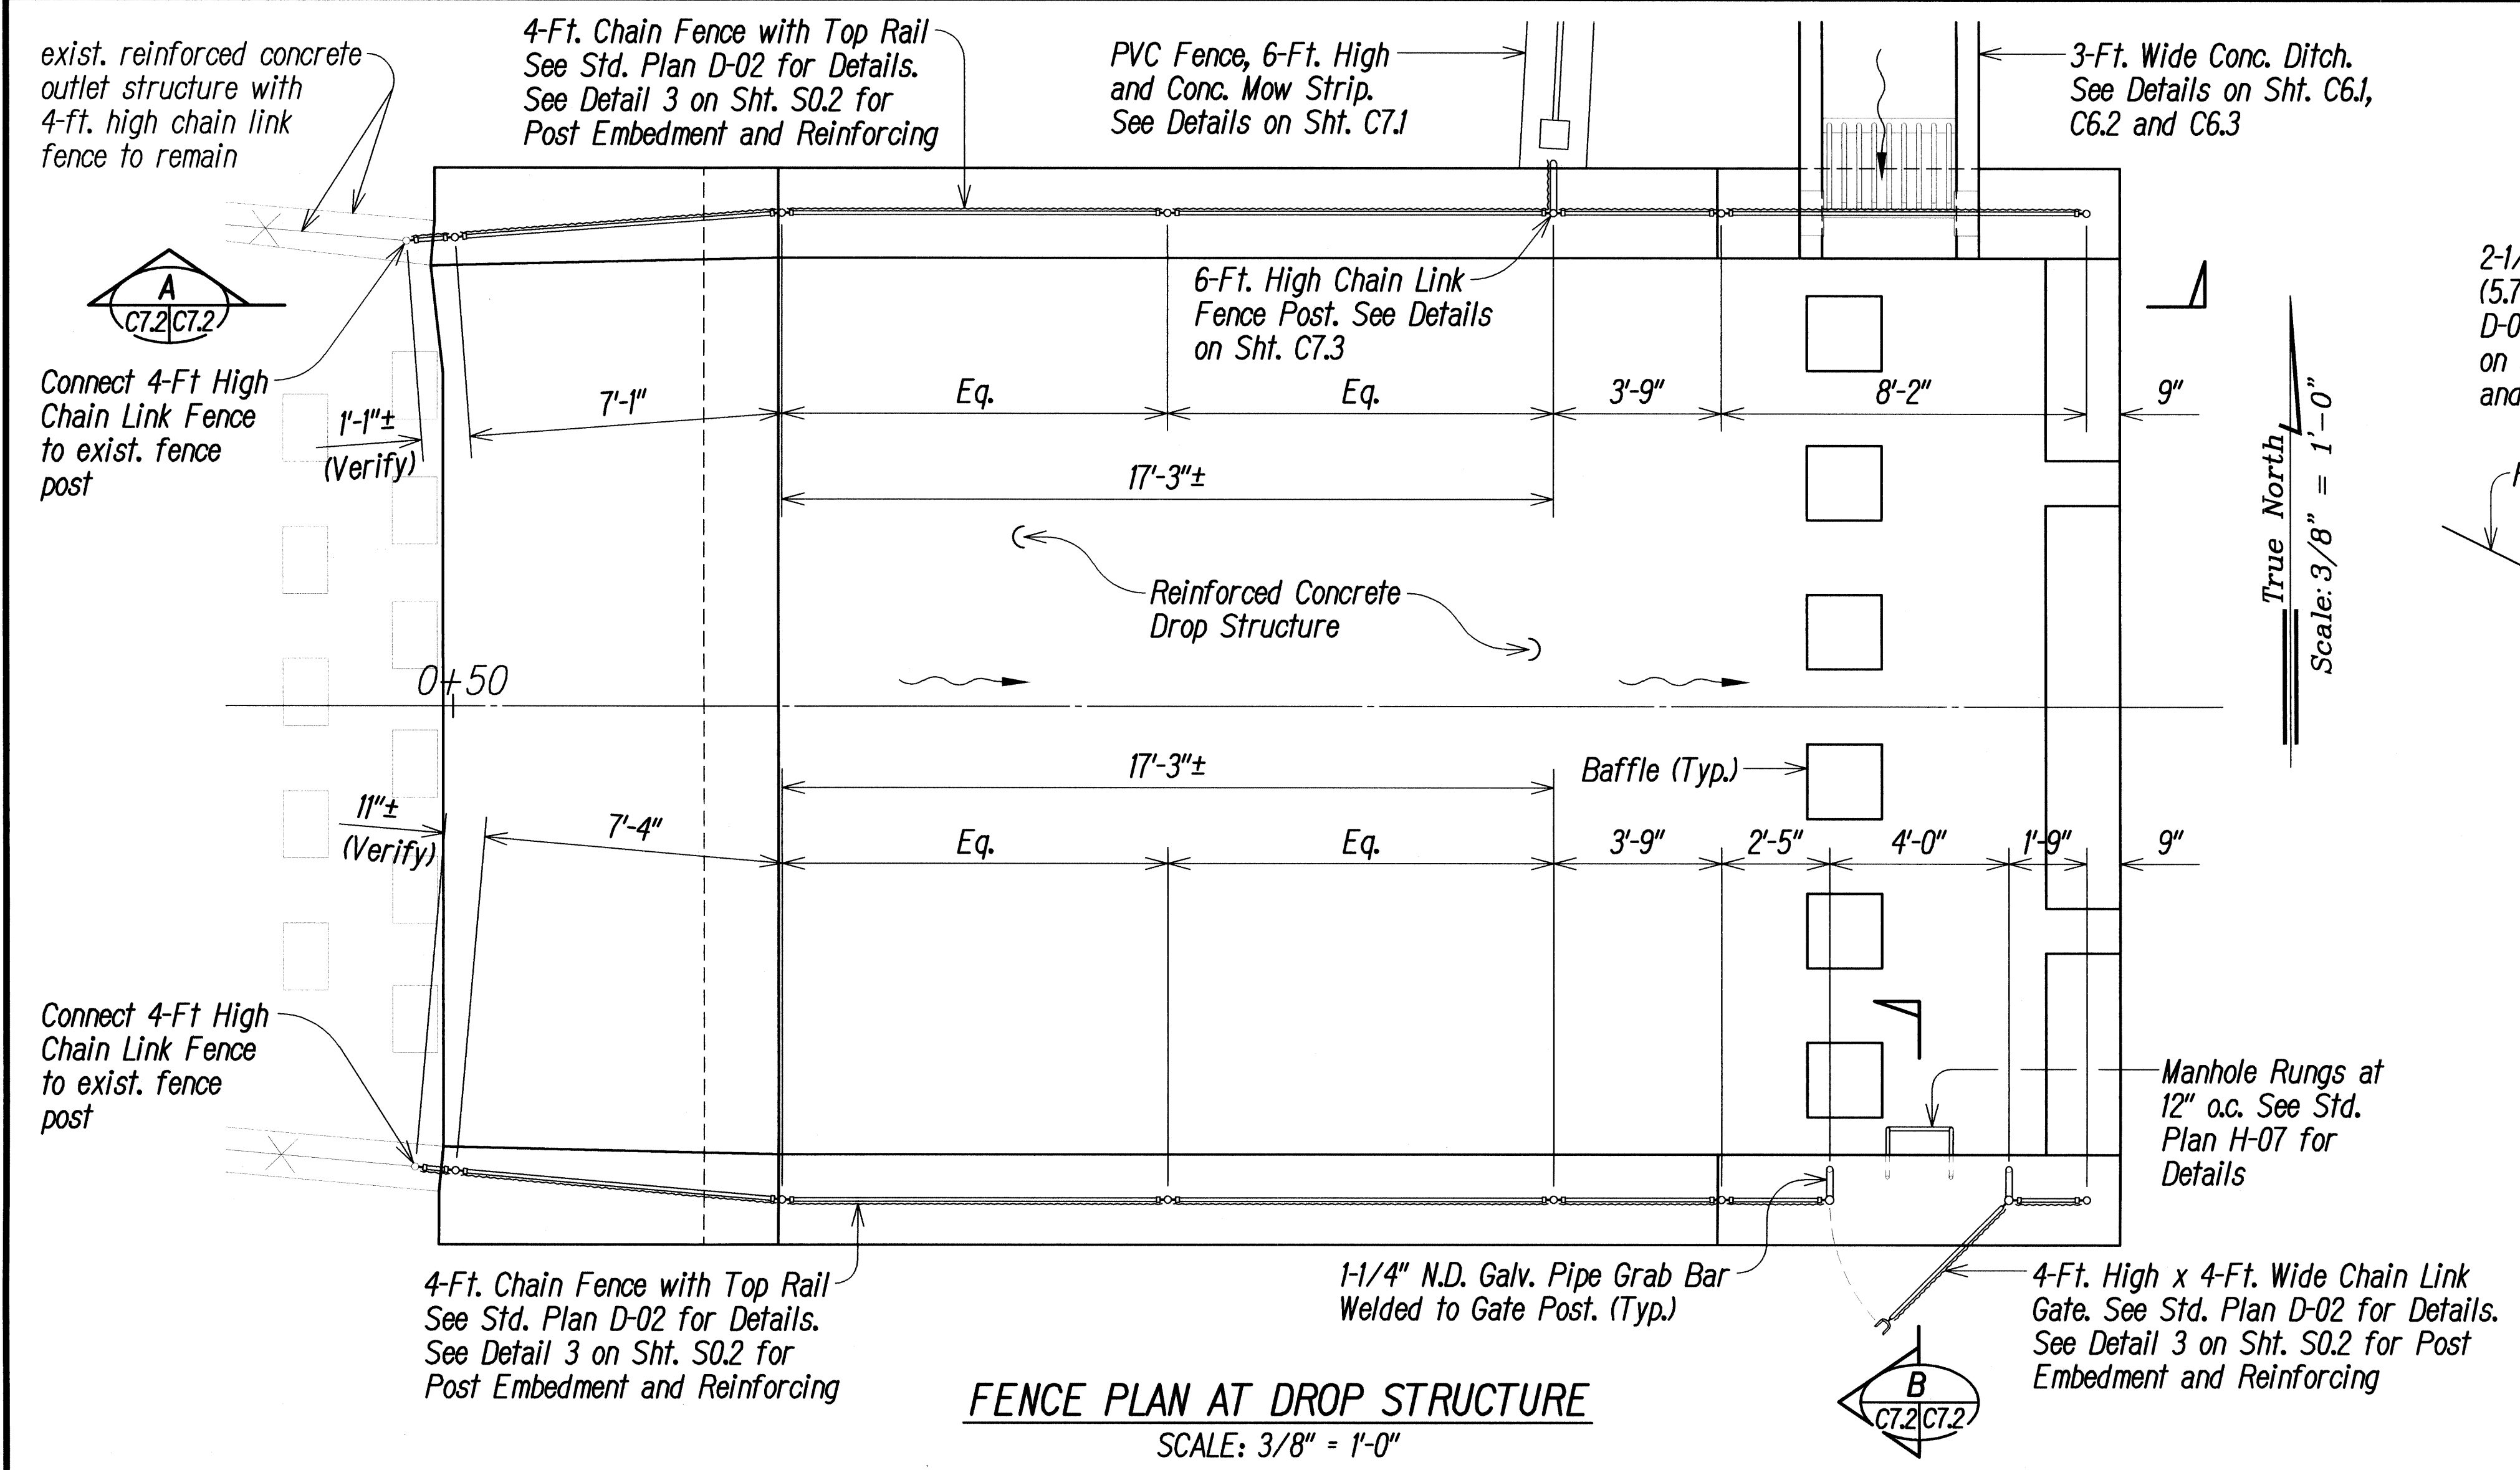 exist. reinforced concrete
outlet structure with
4-ft. high chain link
fence to remain
4-Ft. Chain Fence with Top Rail
See Std. Plan D-02 for Details.
See Detail 3 on Sht. S0.2 for
Post Embedment and Reinforcing
PVC Fence, 6-Ft. High
and Conc. Mow Strip.
See Details on Sht. C7.1
3-Ft. Wide Conc. Ditch.
See Details on Sht. C6.1,
C6.2 and C6.3
A
C7.2 C7.2
6-Ft. High Chain Link
Fence Post. See Details
on Sht. C7.3
2-1/
(5.7
D-0
on
and
Connect 4-Ft High
Chain Link Fence
to exist. fence
post
1'-1"±
(Verify)
7'-1"
Eq.
Eq.
3'-9"
8'-2"
9"
17'-3"±
True North
Scale: 3/8" = 1'-0"
Reinforced Concrete
Drop Structure
0+50
17'-3"±
Baffle (Typ.)
11"±
(Verify)
7'-4"
Eq.
Eq.
3'-9"
2'-5"
4'-0"
1'-9"
9"
Connect 4-Ft High
Chain Link Fence
to exist. fence
post
Manhole Rungs at
12" o.c. See Std.
Plan H-07 for
Details
4-Ft. Chain Fence with Top Rail
See Std. Plan D-02 for Details.
See Detail 3 on Sht. S0.2 for
Post Embedment and Reinforcing
1-1/4" N.D. Galv. Pipe Grab Bar
Welded to Gate Post. (Typ.)
4-Ft. High x 4-Ft. Wide Chain Link
Gate. See Std. Plan D-02 for Details.
See Detail 3 on Sht. S0.2 for Post
Embedment and Reinforcing
B
C7.2 C7.2
FENCE PLAN AT DROP STRUCTURE
SCALE: 3/8" = 1'-0"